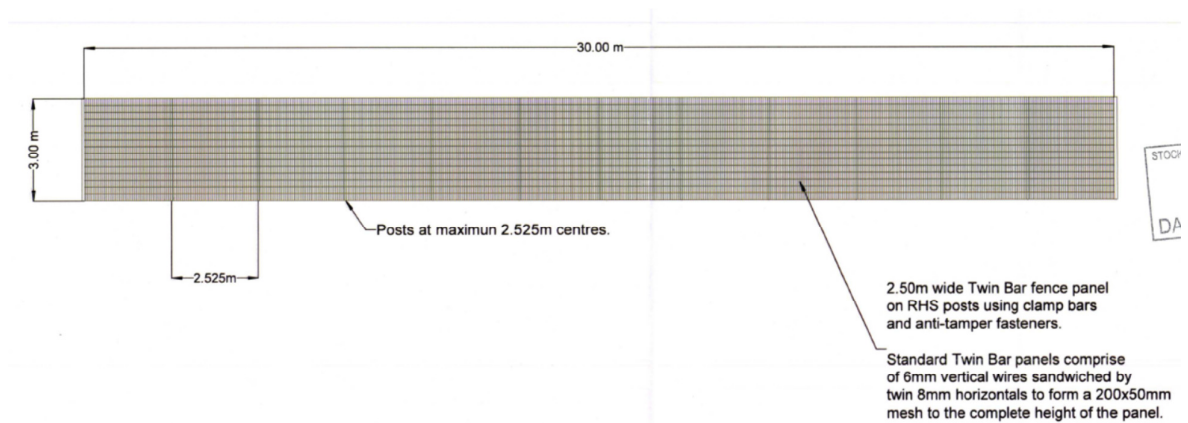 30.00 m
3.00 m
STOCK
Posts at maximun 2.525m centres.
DA
2.525m
2.50m wide Twin Bar fence panel
on RHS posts using clamp bars
and anti-tamper fasteners.
Standard Twin Bar panels comprise
of 6mm vertical wires sandwiched by
twin 8mm horizontals to form a 200x50mm
mesh to the complete height of the panel.